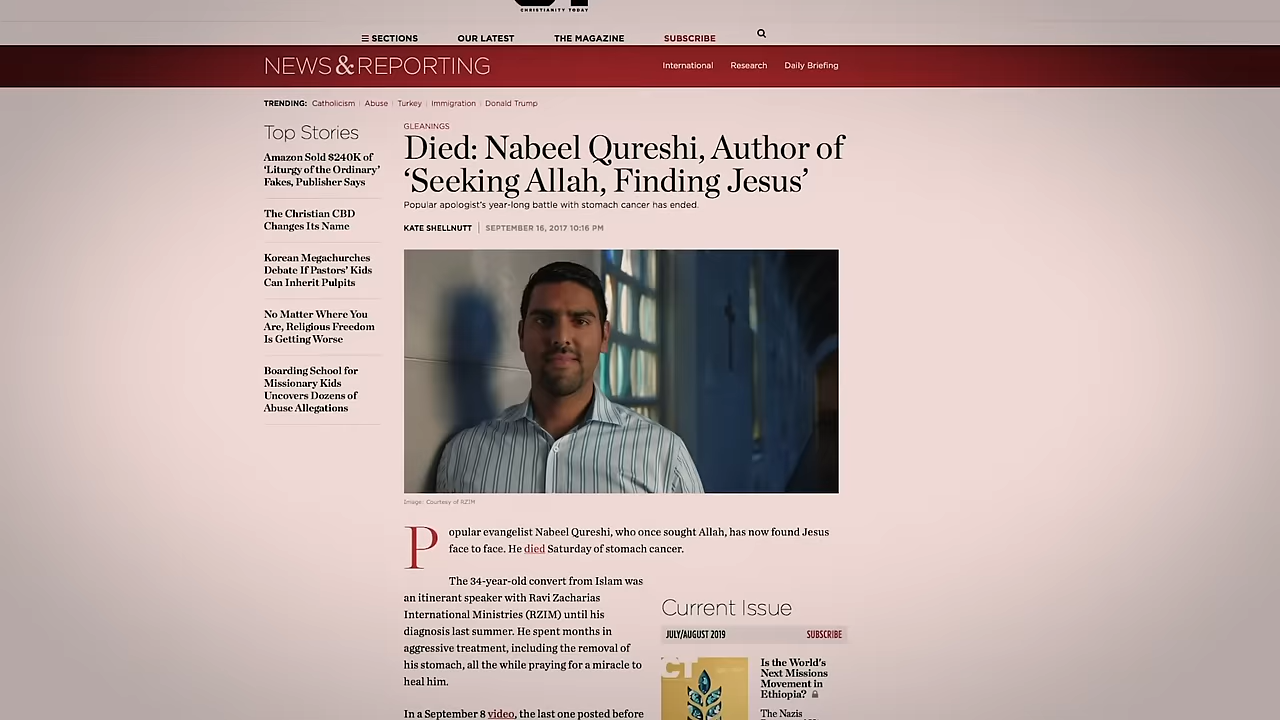 CHRISTIANITY TODAY
☰ SECTIONS
OUR LATEST
THE MAGAZINE
SUBSCRIBE
NEWS & REPORTING
International
Research
Daily Briefing
TRENDING: Catholicism | Abuse | Turkey | Immigration | Donald Trump
Top Stories
Amazon Sold $240K of
‘Liturgy of the Ordinary’
Fakes, Publisher Says
The Christian CBD
Changes Its Name
Korean Megachurches
Debate If Pastors’ Kids
Can Inherit Pulpits
No Matter Where You
Are, Religious Freedom
Is Getting Worse
Boarding School for
Missionary Kids
Uncovers Dozens of
Abuse Allegations
GLEANINGS
Died: Nabeel Qureshi, Author of
‘Seeking Allah, Finding Jesus’
Popular apologist’s year-long battle with stomach cancer has ended.
KATE SHELLNUTT | SEPTEMBER 16, 2017 10:16 PM
Image: Courtesy of RZIM
Popular evangelist Nabeel Qureshi, who once sought Allah, has now found Jesus
face to face. He died Saturday of stomach cancer.
The 34-year-old convert from Islam was
an itinerant speaker with Ravi Zacharias
International Ministries (RZIM) until his
diagnosis last summer. He spent months in
aggressive treatment, including the removal of
his stomach, all the while praying for a miracle to
heal him.
In a September 8 video, the last one posted before
Current Issue
JULY/AUGUST 2019
SUBSCRIBE
CT
Is the World’s
Next Missions
Movement in
Ethiopia?
The Nazis